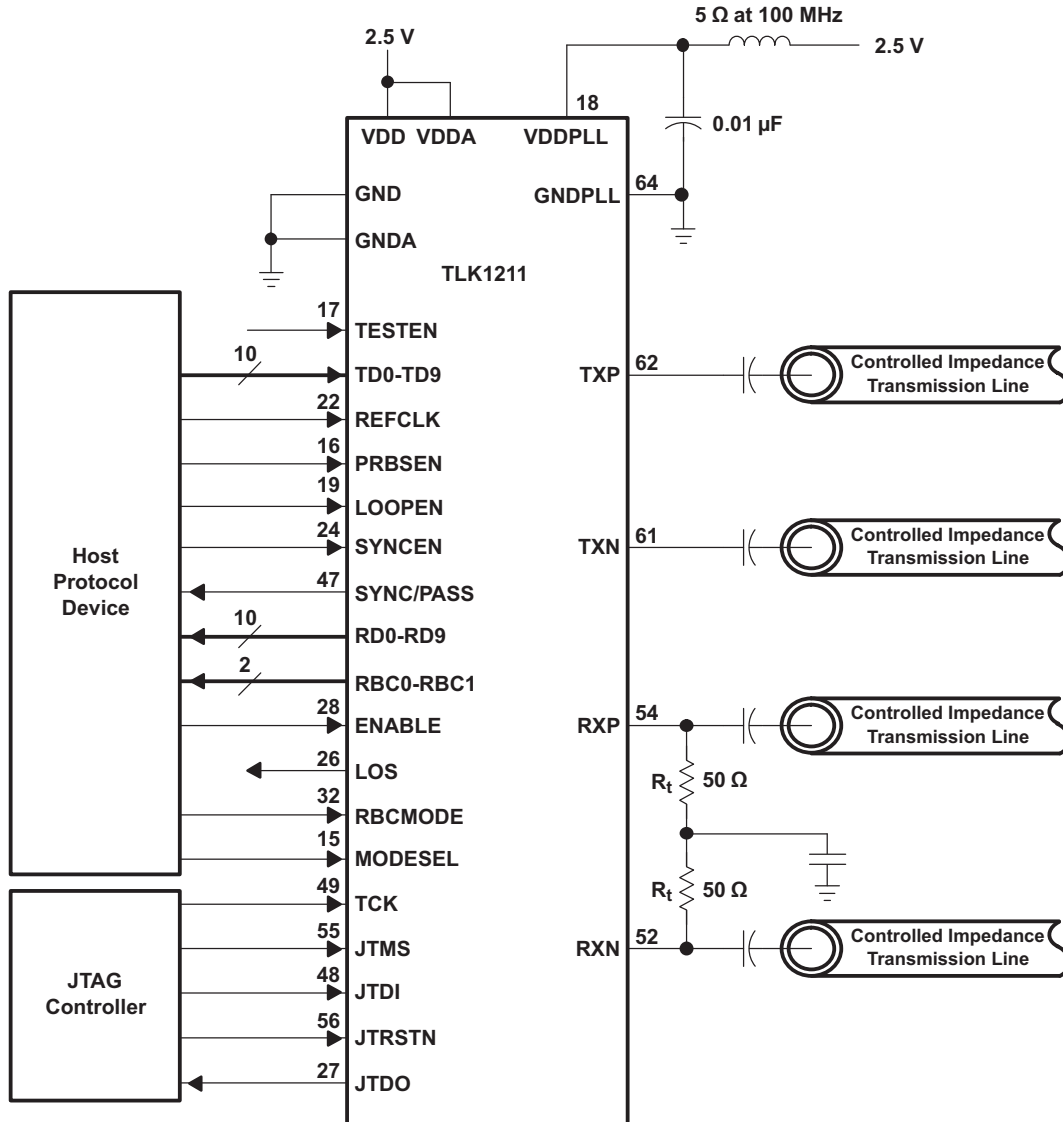 5 Ω at 100 MHz
2.5 V
2.5 V
18
0.01 µF
VDD VDDA VDDPLL
GND
GNDPLL
64
GNDA
TLK1211
17
TESTEN
10
TD0-TD9
TXP
62
Controlled Impedance
Transmission Line
22
REFCLK
16
PRBSEN
19
LOOPEN
24
SYNCEN
TXN
61
Controlled Impedance
Transmission Line
Host
Protocol
Device
47
SYNC/PASS
10
RD0-RD9
2
RBC0-RBC1
28
ENABLE
RXP
54
Controlled Impedance
Transmission Line
26
LOS
Rt
50 Ω
32
RBCMODE
15
MODESEL
Rt
50 Ω
49
TCK
55
JTMS
RXN
52
Controlled Impedance
Transmission Line
JTAG
Controller
48
JTDI
56
JTRSTN
27
JTDO